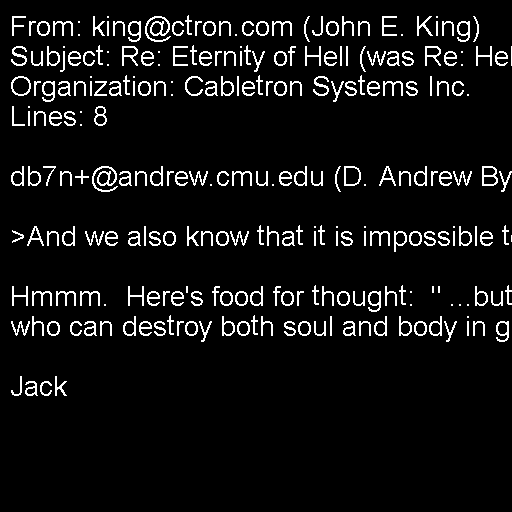 From: king@ctron.com (John E. King)
Subject: Re: Eternity of Hell (was Re: Hel
Organization: Cabletron Systems Inc.
Lines: 8

db7n+@andrew.cmu.edu (D. Andrew By

>And we also know that it is impossible t

Hmmm.  Here's food for thought:  " ...but
who can destroy both soul and body in g

Jack